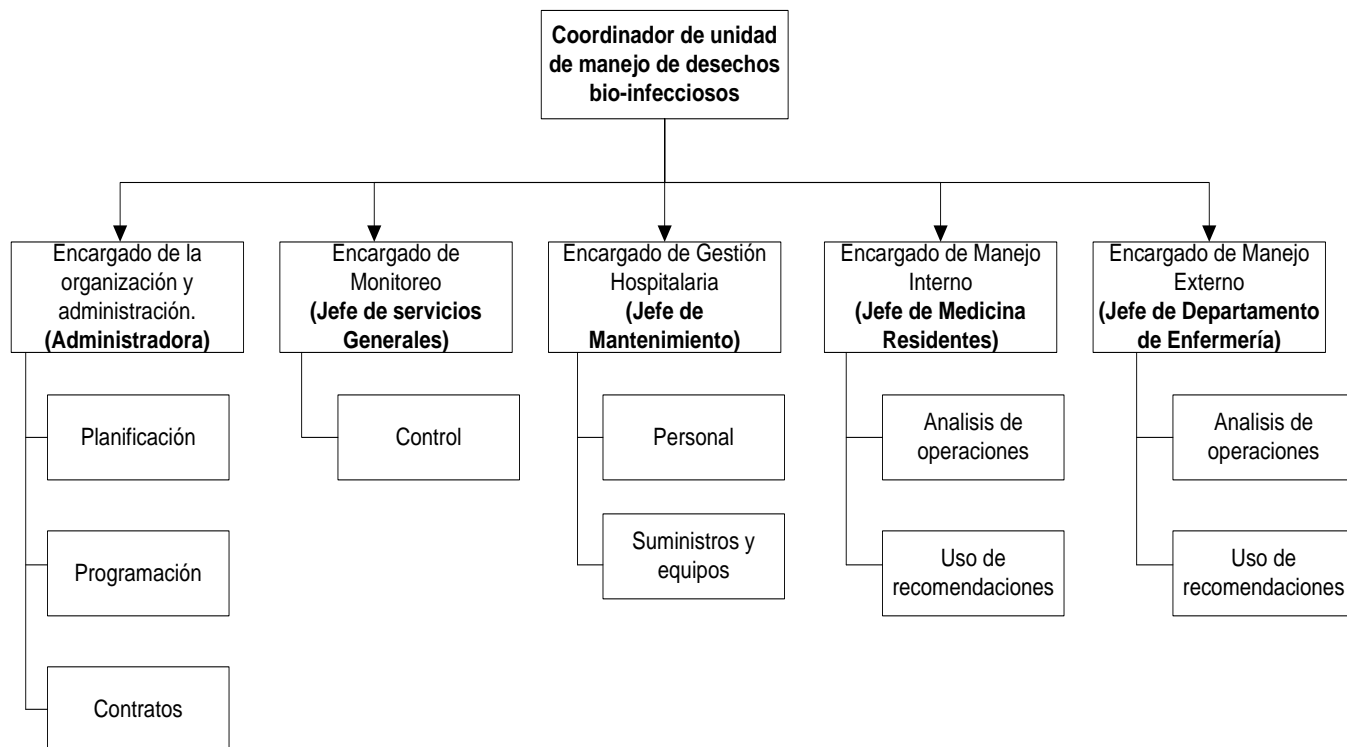 Coordinador de unidad
de manejo de desechos
bio-infecciosos
Encargado de la
organización y
administración.
(Administradora)
Encargado de
Monitoreo
(Jefe de servicios
Generales)
Encargado de Gestión
Hospitalaria
(Jefe de
Mantenimiento)
Encargado de Manejo
Interno
(Jefe de Medicina
Residentes)
Encargado de Manejo
Externo
(Jefe de Departamento
de Enfermería)
Planificación
Programación
Contratos
Control
Personal
Suministros y
equipos
Analisis de
operaciones
Uso de
recomendaciones
Analisis de
operaciones
Uso de
recomendaciones